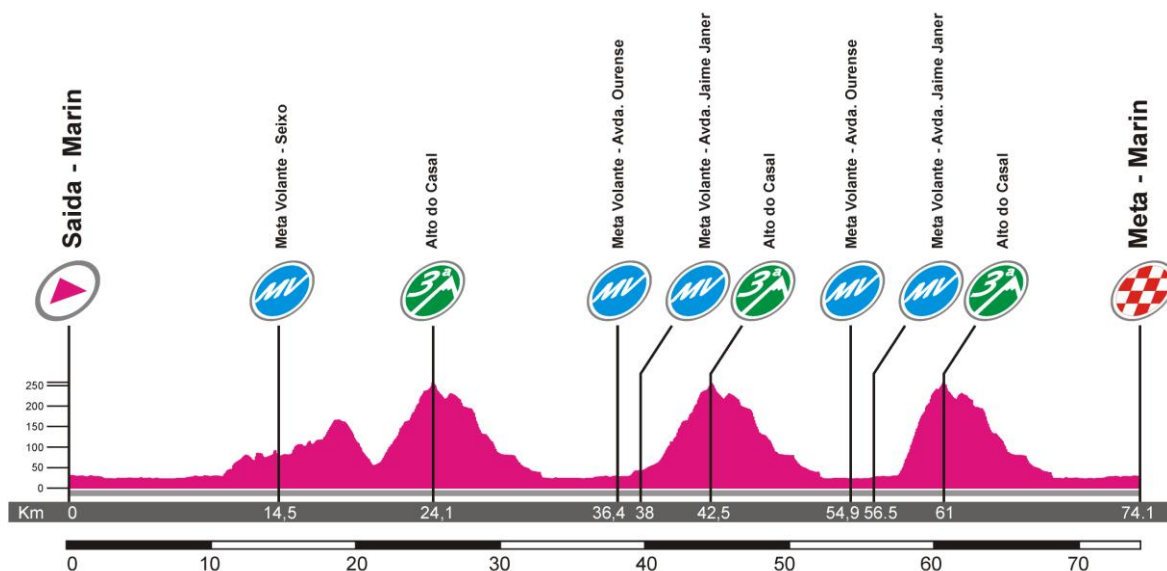 Saida - Marin
Meta Volante - Seixo
Alto do Casal
Meta Volante - Avda. Ourense
Meta Volante - Avda. Jaime Janer
Alto do Casal
Meta Volante - Avda. Ourense
Meta Volante - Avda. Jaime Janer
Alto do Casal
Meta - Marin
MV
3ª
MV
MV
3ª
MV
MV
3ª
250
200
150
100
50
0
Km 0 14,5 24,1 36,4 38 42,5 54,9 56.5 61 74.1
0 10 20 30 40 50 60 70